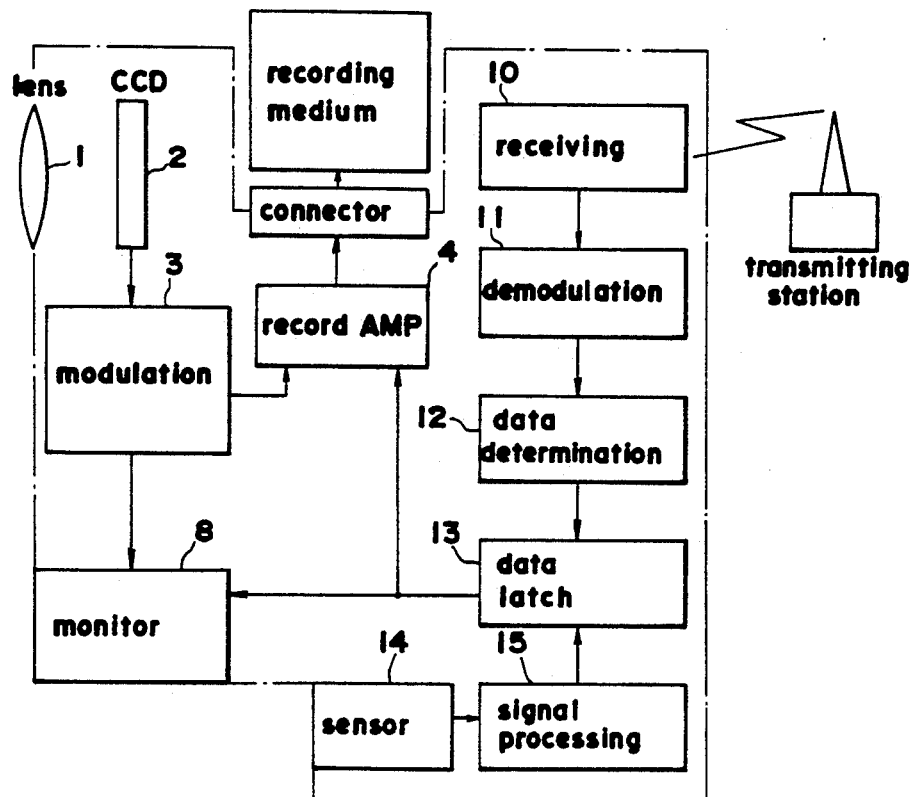 lens
1
CCD
2
recording
medium
connector
10
receiving
transmitting
station
11
demodulation
3
modulation
4
record AMP
12
data
determination
13
data
latch
8
monitor
14
sensor
15
signal
processing